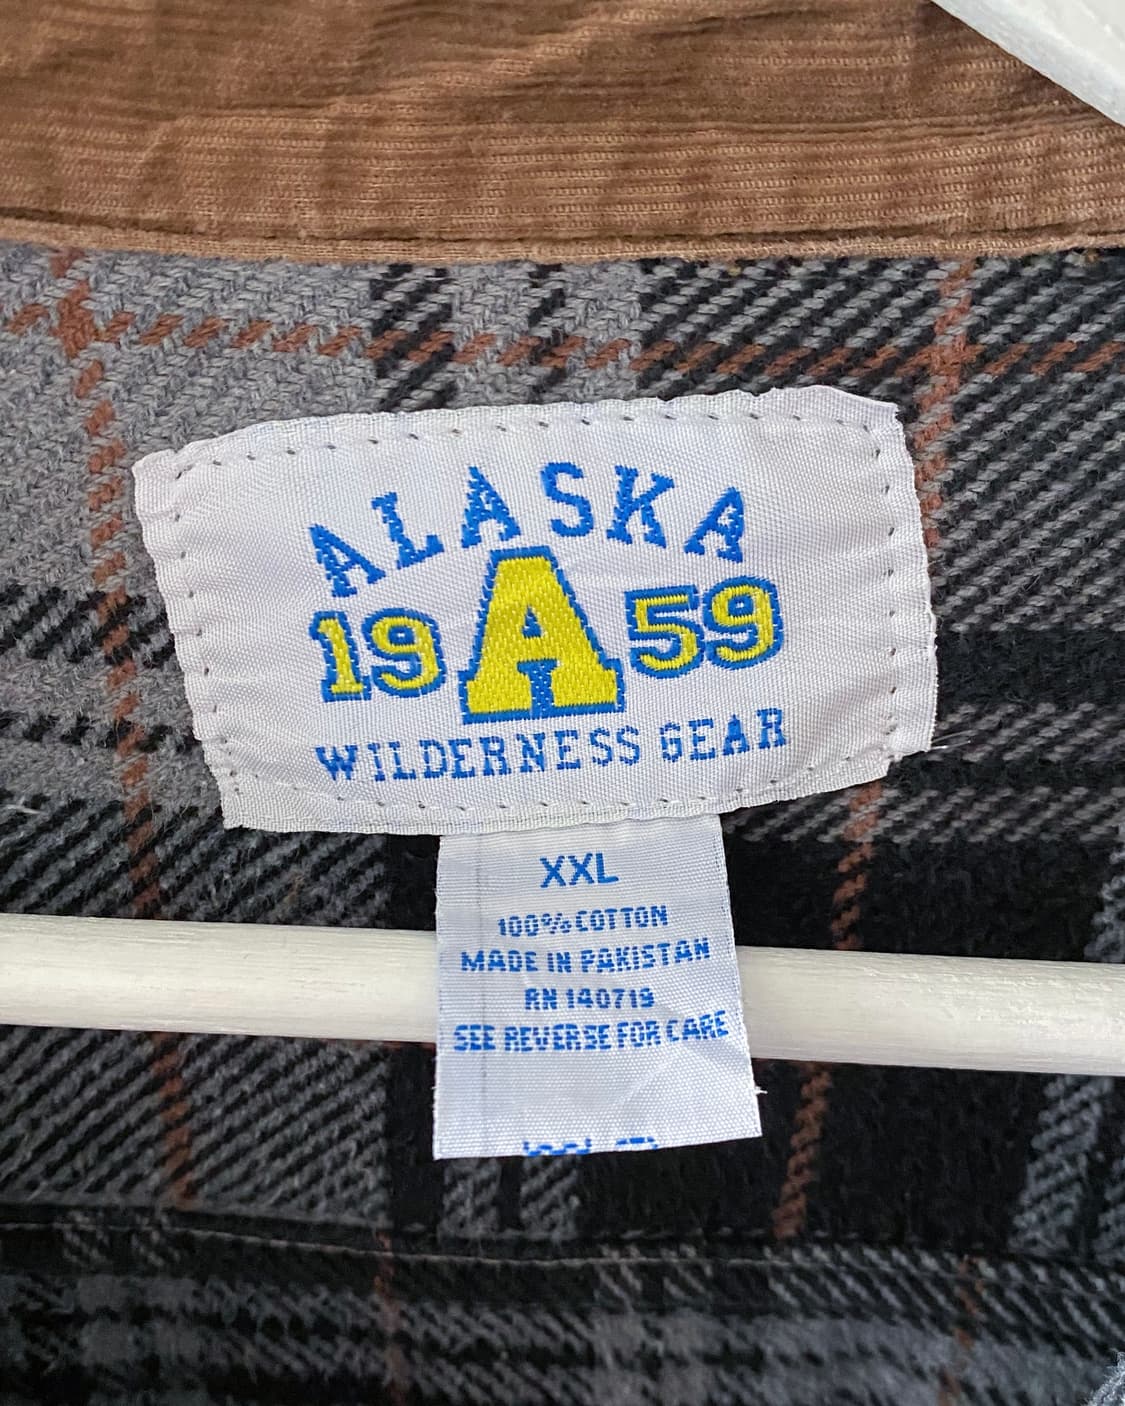 ALASKA
19 A 59
WILDERNESS GEAR
XXL
100% COTTON
MADE IN PAKISTAN
RN 140719
SEE REVERSE FOR CARE